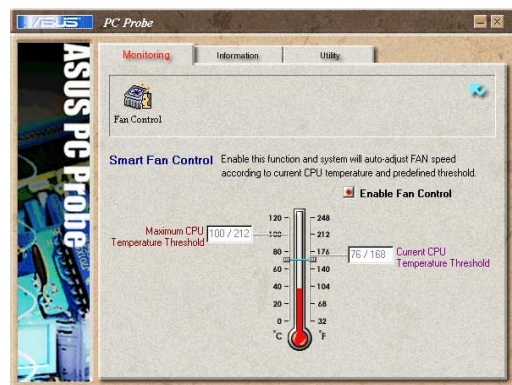 ASUS PC Probe
ASUS PC Probe
Monitoring Information Utility
Fan Control
Smart Fan Control Enable this function and system will auto-adjust FAN speed
according to current CPU temperature and predefined threshold.
Enable Fan Control
Maximum CPU
Temperature Threshold
100 / 212
76 / 168
Current CPU
Temperature Threshold
120 248
100 212
80 176
60 140
40 104
20 68
0 32
°C °F